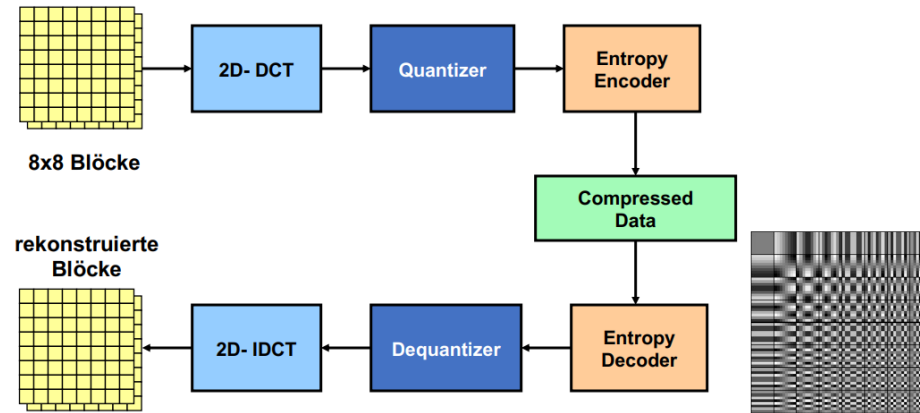 2D- DCT
Quantizer
Entropy
Encoder
8x8 Blöcke
Compressed
Data
rekonstruierte
Blöcke
2D- IDCT
Dequantizer
Entropy
Decoder